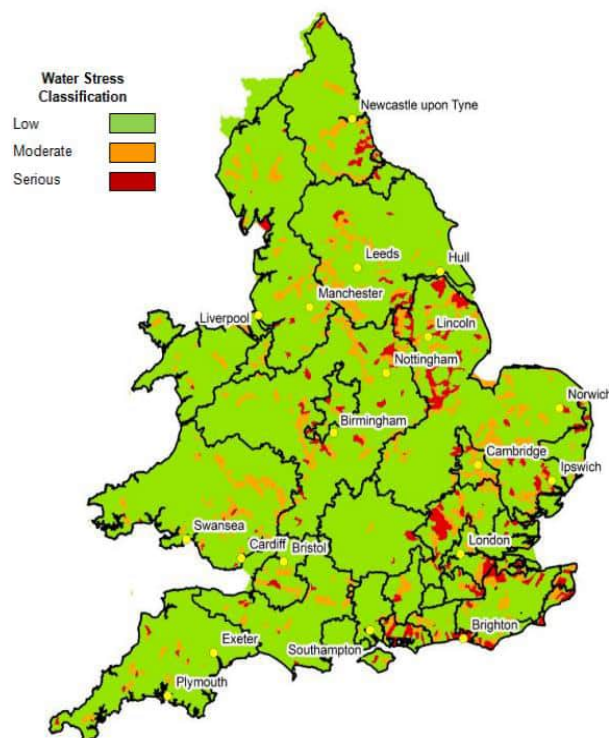 Water Stress
Classification
Low
Moderate
Serious
Newcastle upon Tyne
Leeds
Hull
Manchester
Liverpool
Lincoln
Nottingham
Norwich
Birmingham
Cambridge
Ipswich
Swansea
Cardiff
Bristol
London
Brighton
Southampton
Exeter
Plymouth